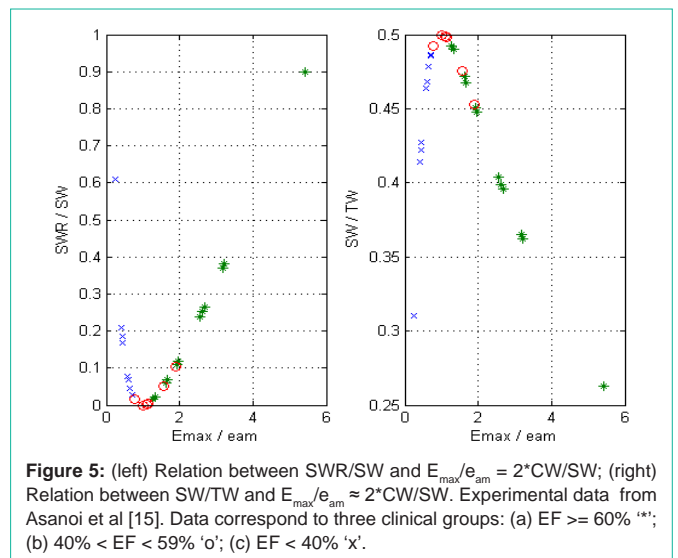 1
0.9
0.8
0.7
0.6
0.5
0.4
0.3
0.2
0.1
0
SWR / SW
0 2 4 6
Emax / eam
0.5
0.45
0.4
0.35
0.3
0.25
SW / TW
0 2 4 6
Emax / eam
Figure 5: (left) Relation between SWR/SW and Emax/eam = 2*CW/SW; (right)
Relation between SW/TW and Emax/eam ≈ 2*CW/SW. Experimental data from
Asanoi et al [15]. Data correspond to three clinical groups: (a) EF >= 60% ‘*’;
(b) 40% < EF < 59% ‘o’; (c) EF < 40% ‘x’.